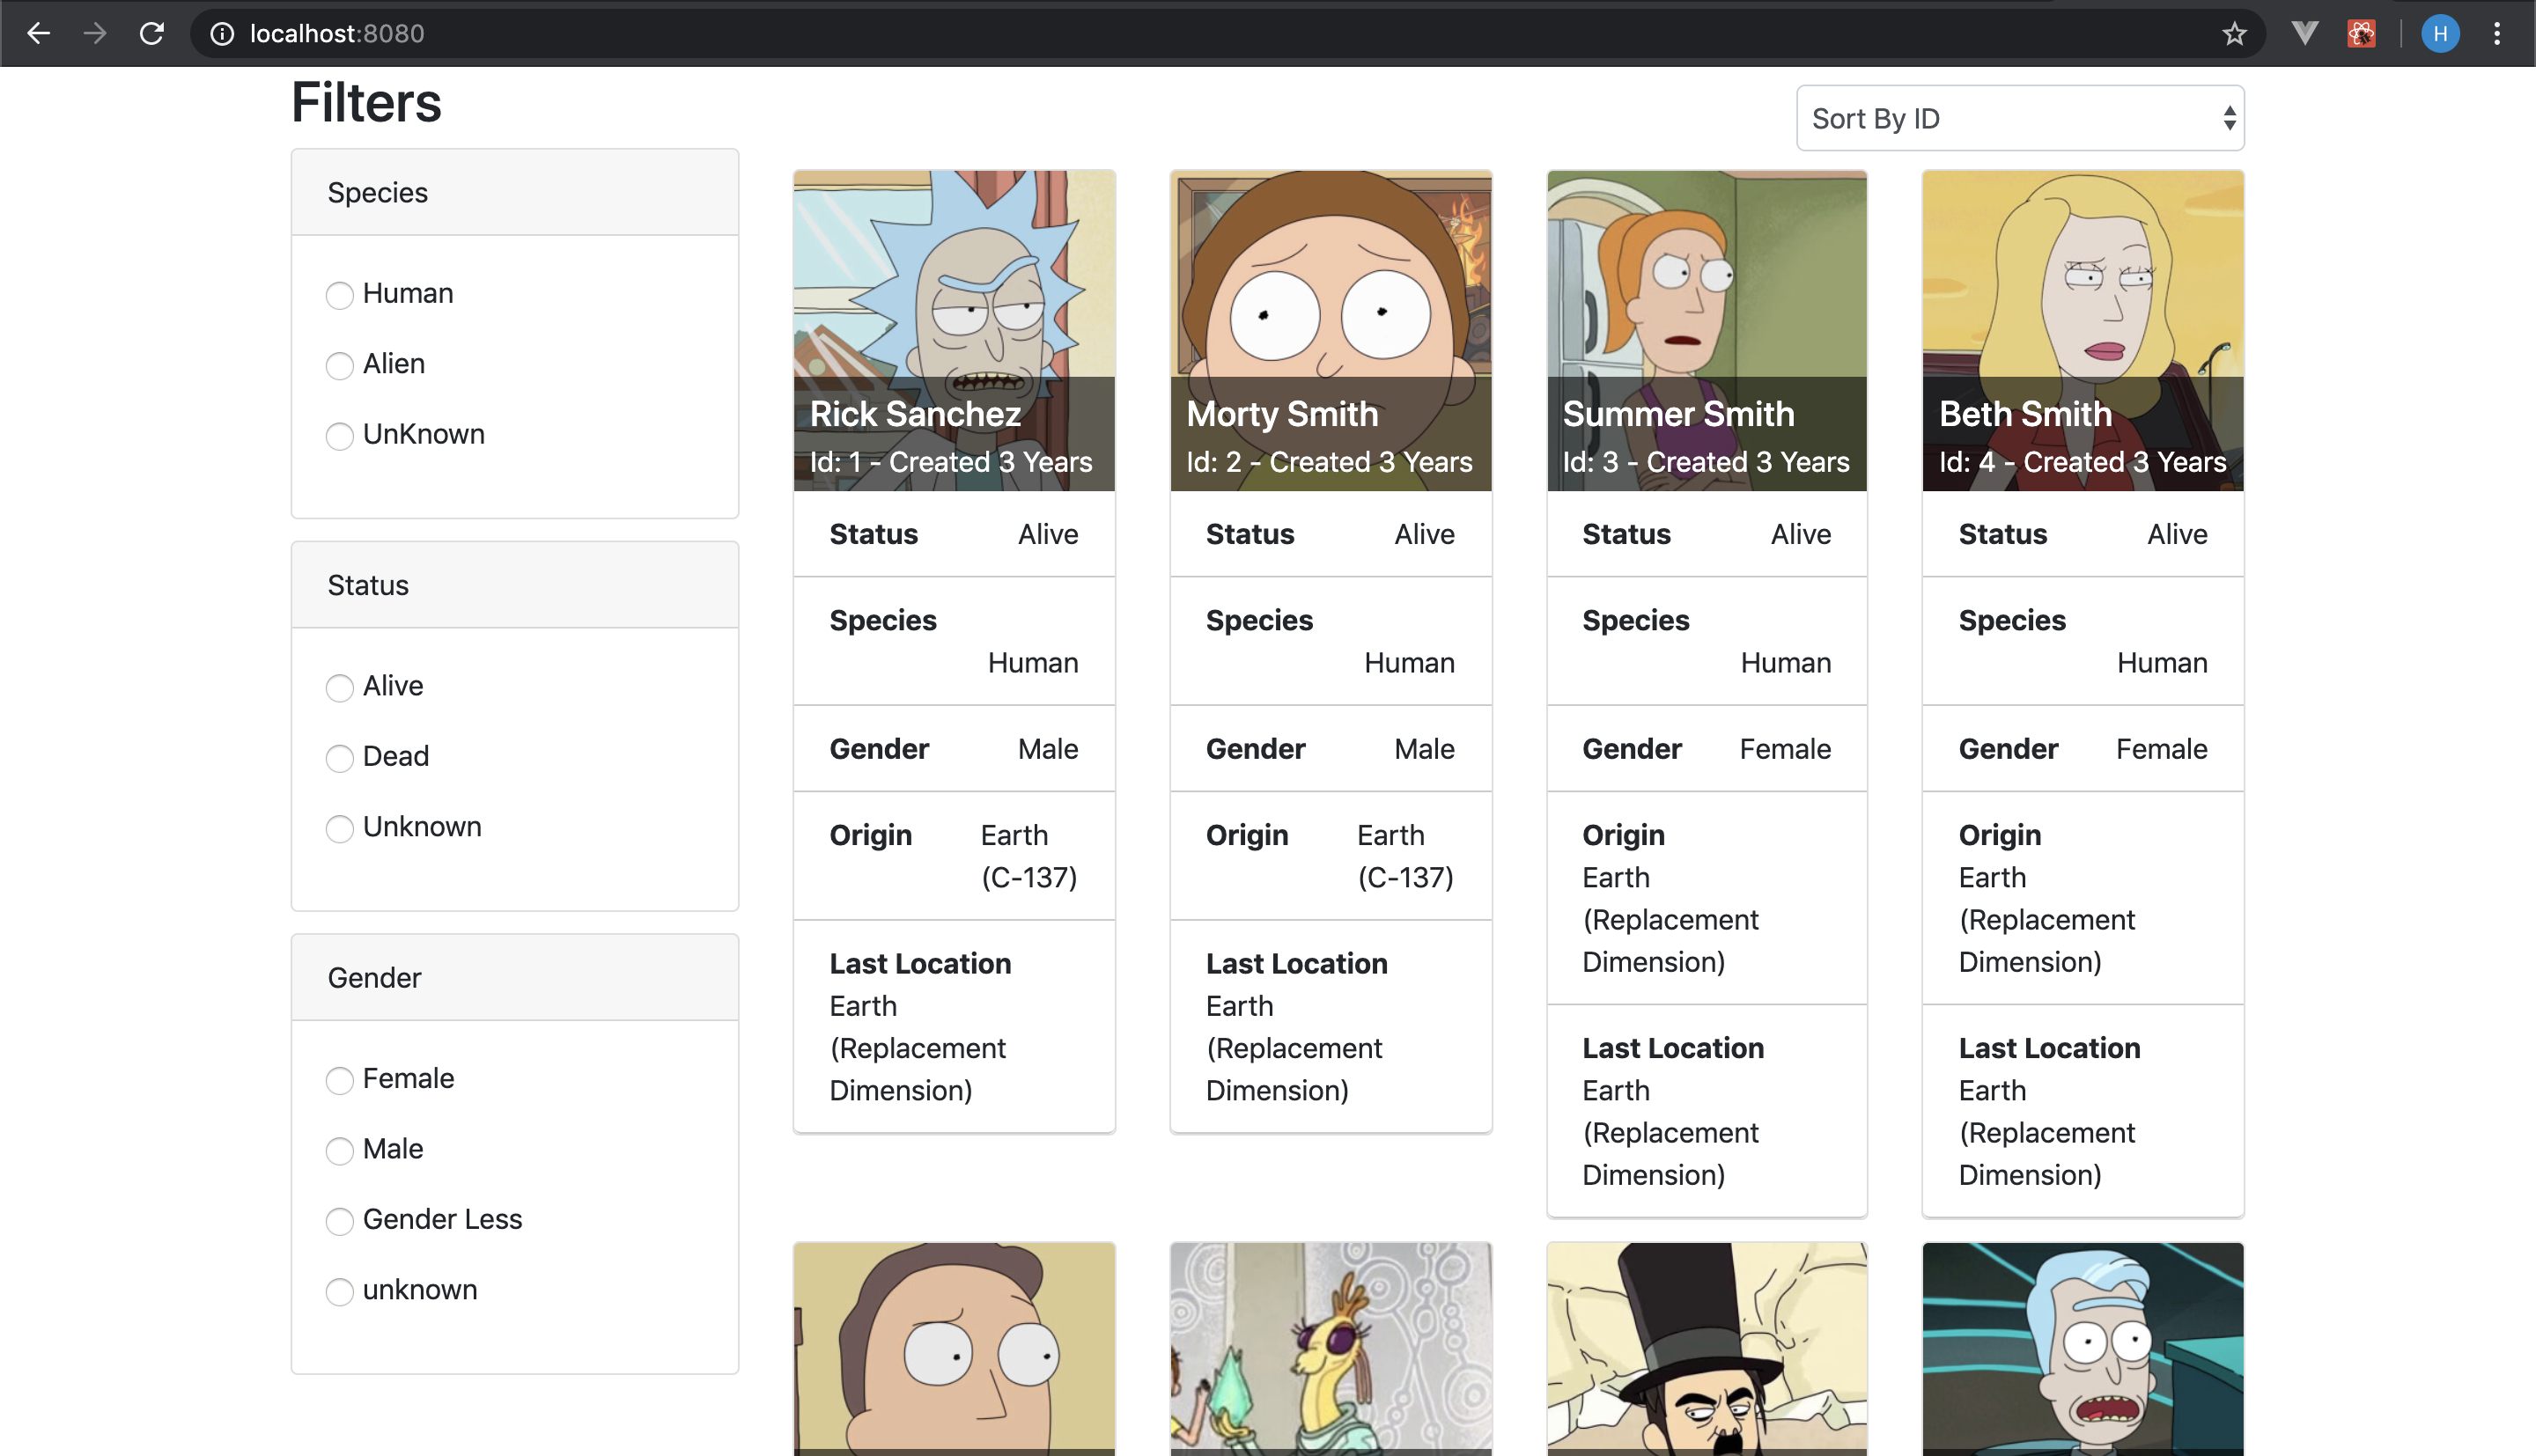 localhost:8080
H
Filters
Sort By ID
Species
Human
Alien
UnKnown
Status
Alive
Dead
Unknown
Gender
Female
Male
Gender Less
unknown
Rick Sanchez
Id: 1 - Created 3 Years
Status Alive
Species
Human
Gender Male
Origin Earth
(C-137)
Last Location
Earth
(Replacement
Dimension)
Morty Smith
Id: 2 - Created 3 Years
Status Alive
Species
Human
Gender Male
Origin Earth
(C-137)
Last Location
Earth
(Replacement
Dimension)
Summer Smith
Id: 3 - Created 3 Years
Status Alive
Species
Human
Gender Female
Origin
Earth
(Replacement
Dimension)
Last Location
Earth
(Replacement
Dimension)
Beth Smith
Id: 4 - Created 3 Years
Status Alive
Species
Human
Gender Female
Origin
Earth
(Replacement
Dimension)
Last Location
Earth
(Replacement
Dimension)